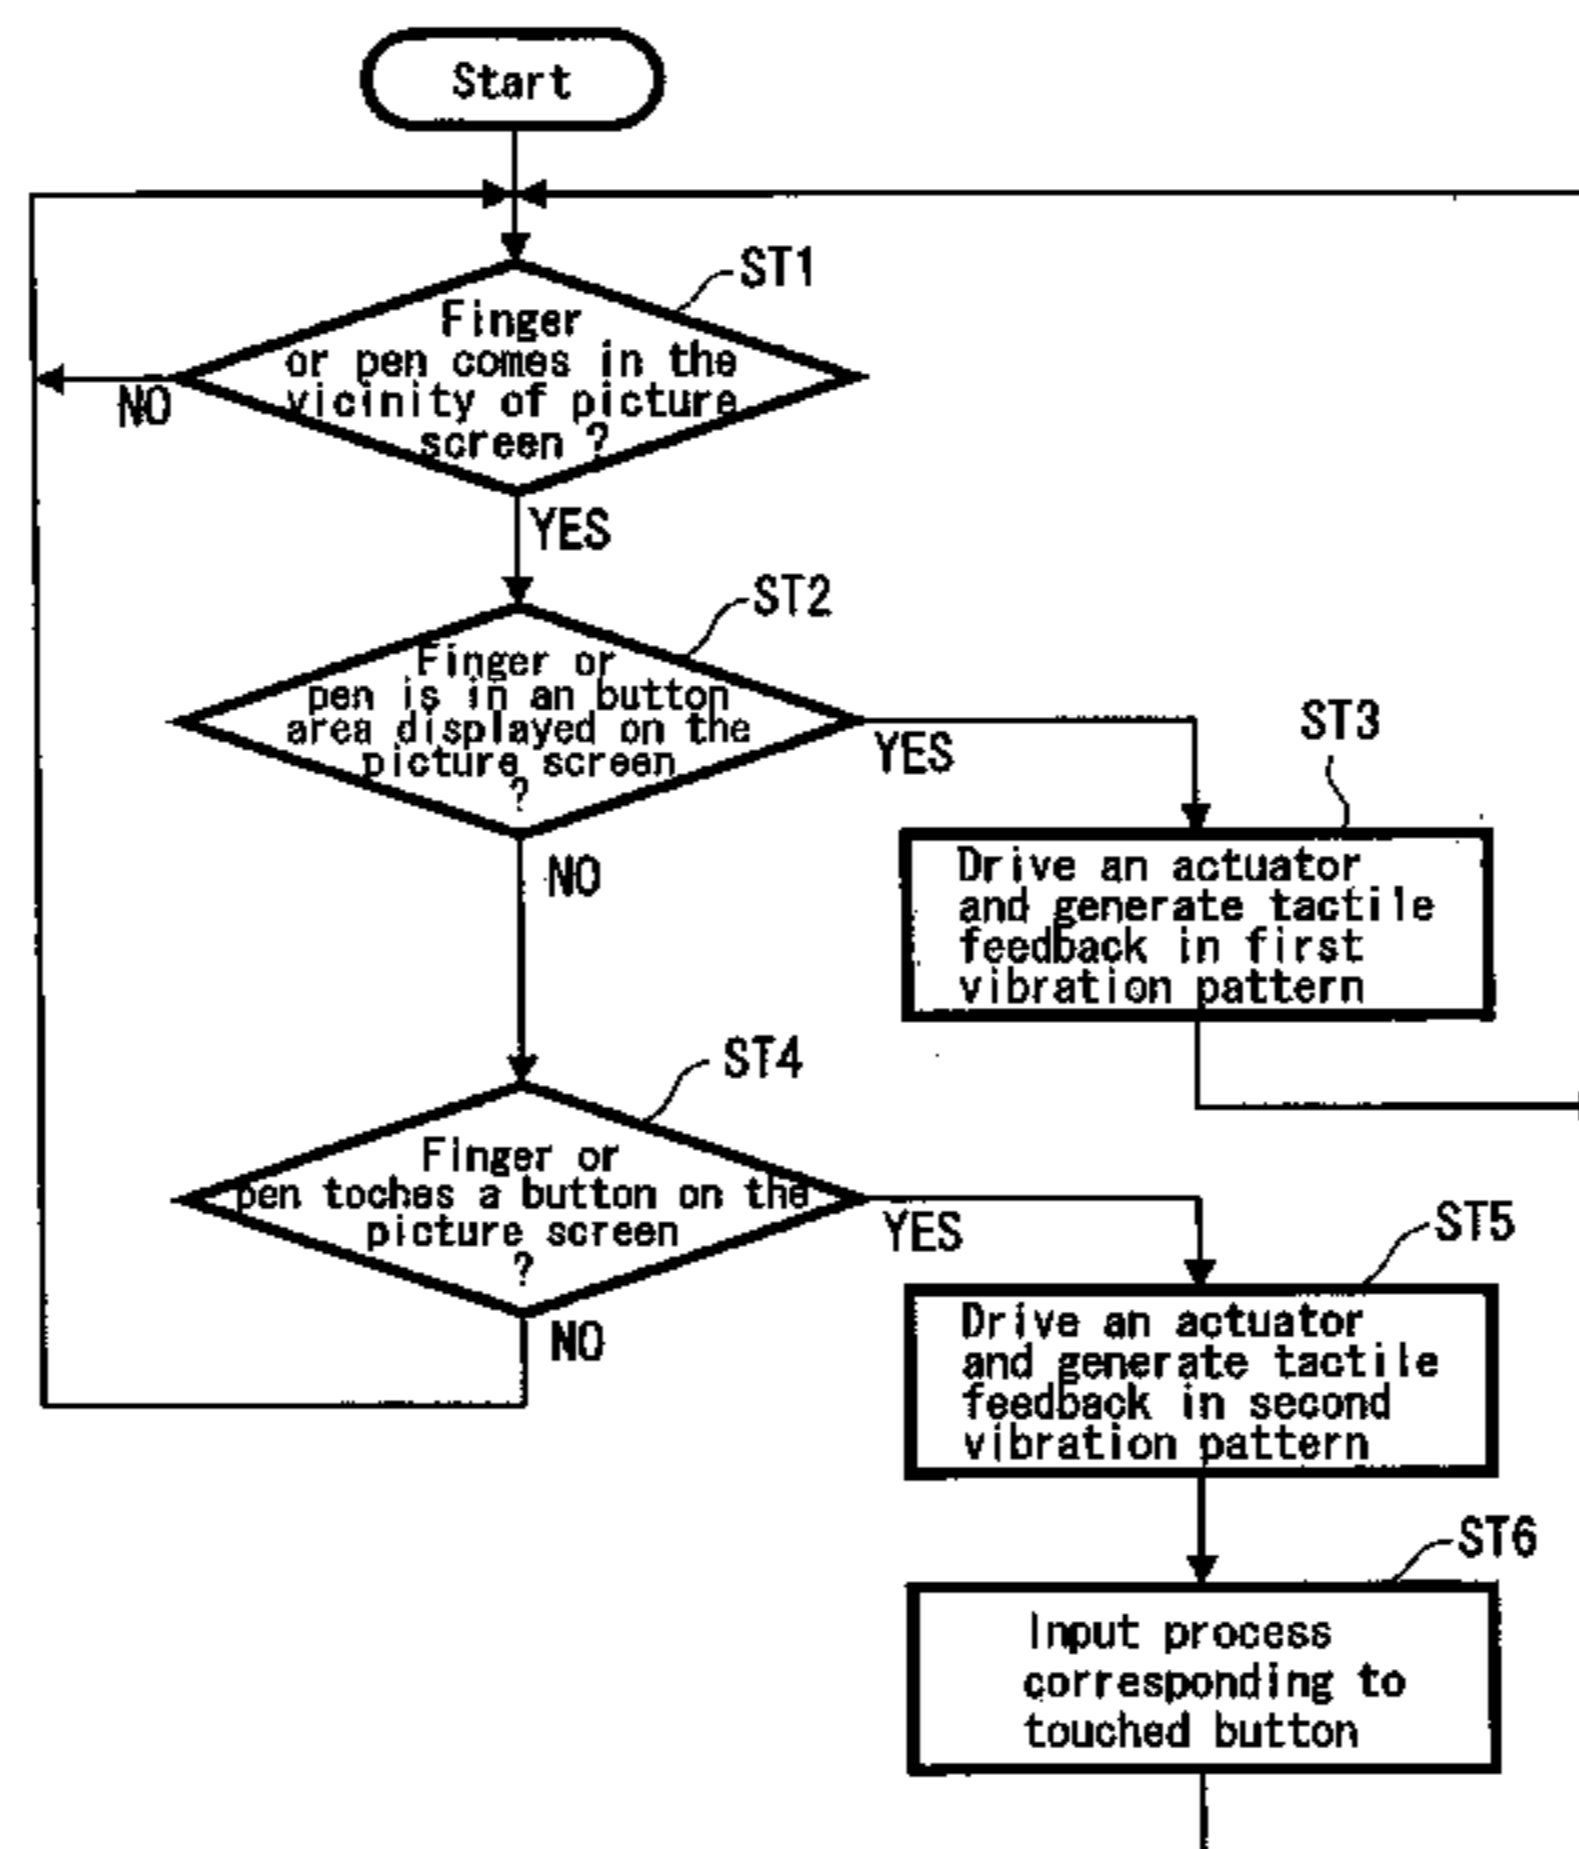 Start
ST1
Finger
or pen comes in the
vicinity of picture
screen ?
NO
YES
ST2
Finger or
pen is in an button
area displayed on the
picture screen
?
YES
NO
ST3
Drive an actuator
and generate tactile
feedback in first
vibration pattern
ST4
Finger or
pen toches a button on the
picture screen
?
YES
NO
ST5
Drive an actuator
and generate tactile
feedback in second
vibration pattern
ST6
Input process
corresponding to
touched button